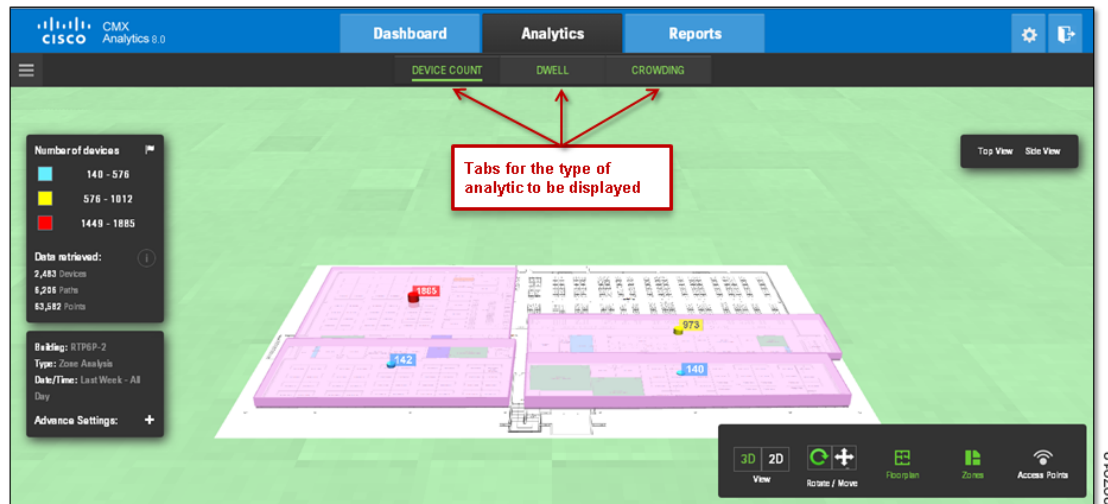 CISCO CMX
Analytics 8.0
Dashboard
Analytics
Reports
DEVICE COUNT
DWELL
CROWDING
Tabs for the type of
analytic to be displayed
Number of devices
140 - 576
576 - 1012
1449 - 1885
Data retrieved:
2,483 Devices
6,206 Paths
63,582 Points
Building: RTP6P-2
Type: Zone Analysis
Date/Time: Last Week - All
Day
Advance Settings: +
Top View Side View
1885
973
142
140
3D 2D
View
Rotate / Move
Floorplan
Zones
Access Points